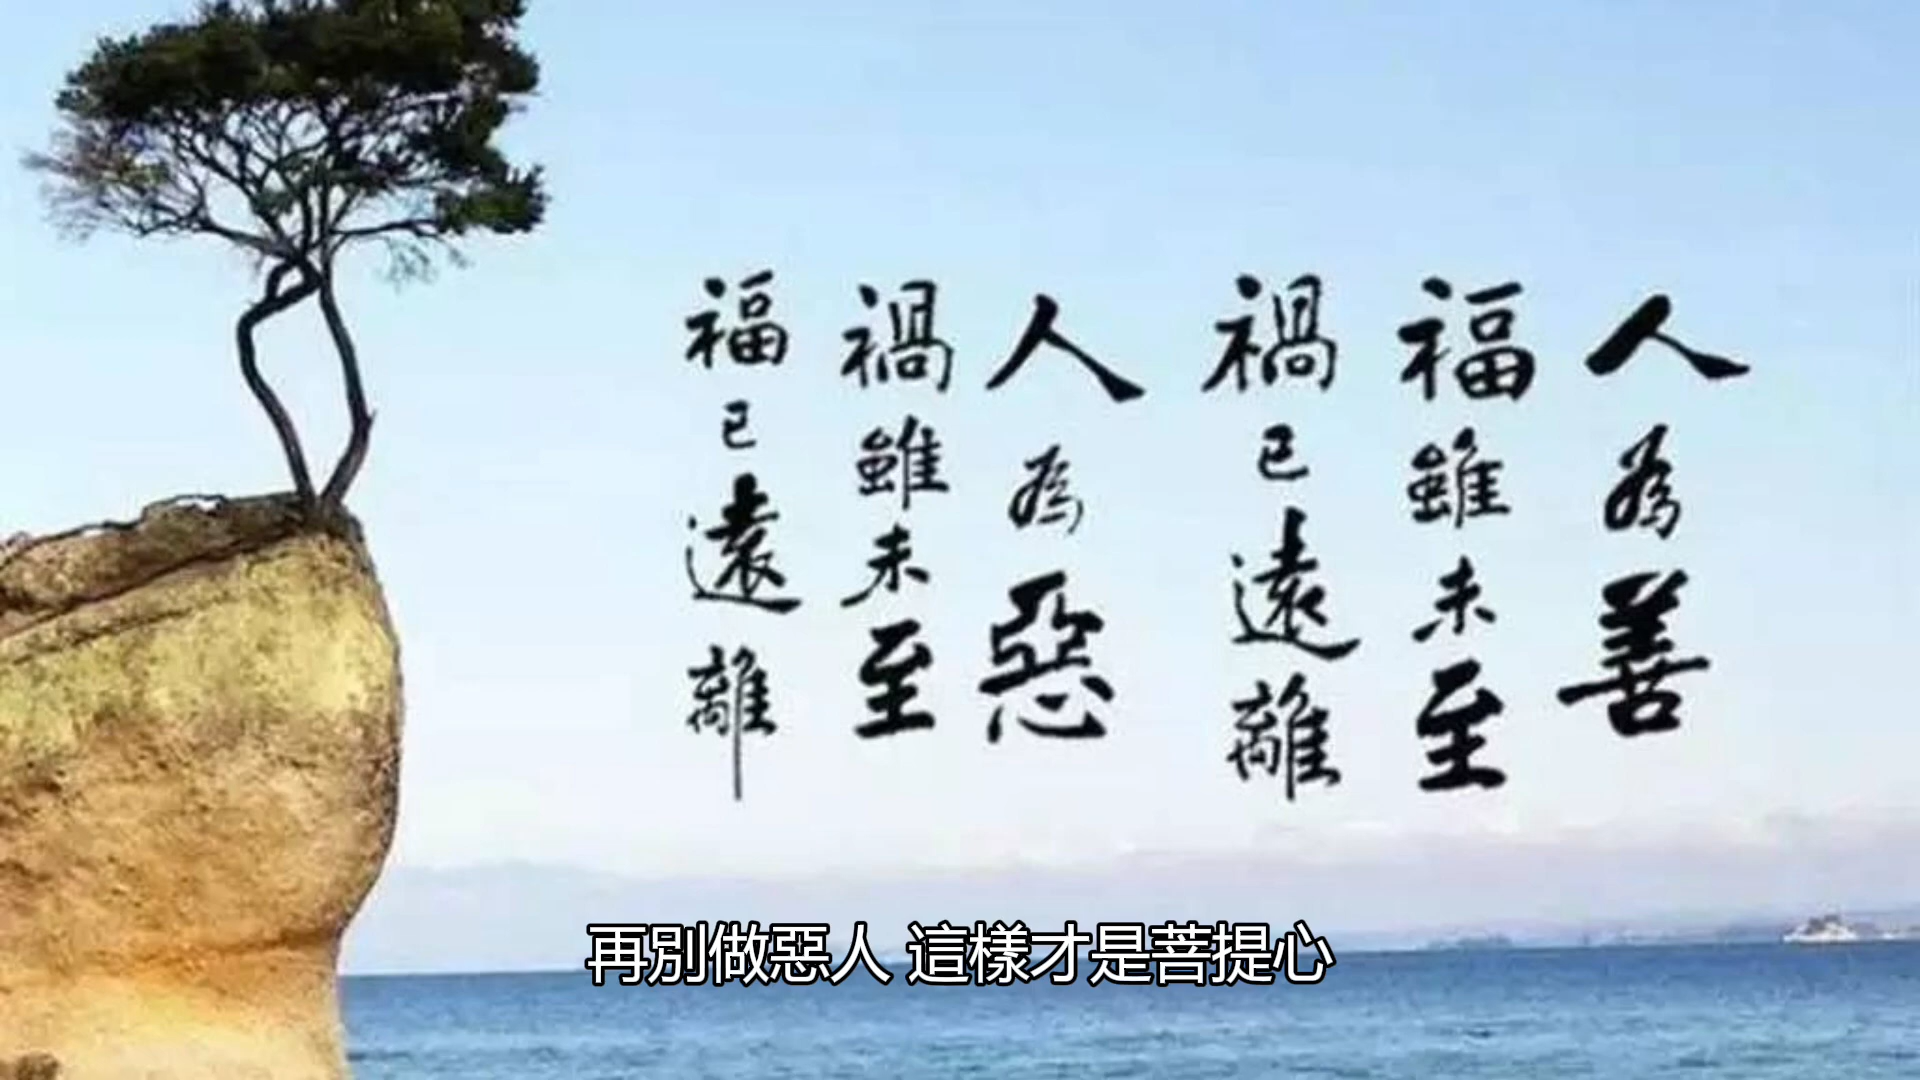 人為善
福雖未至
禍已遠離
人為惡
禍雖未至
福已遠離
再別做惡人 這樣才是菩提心